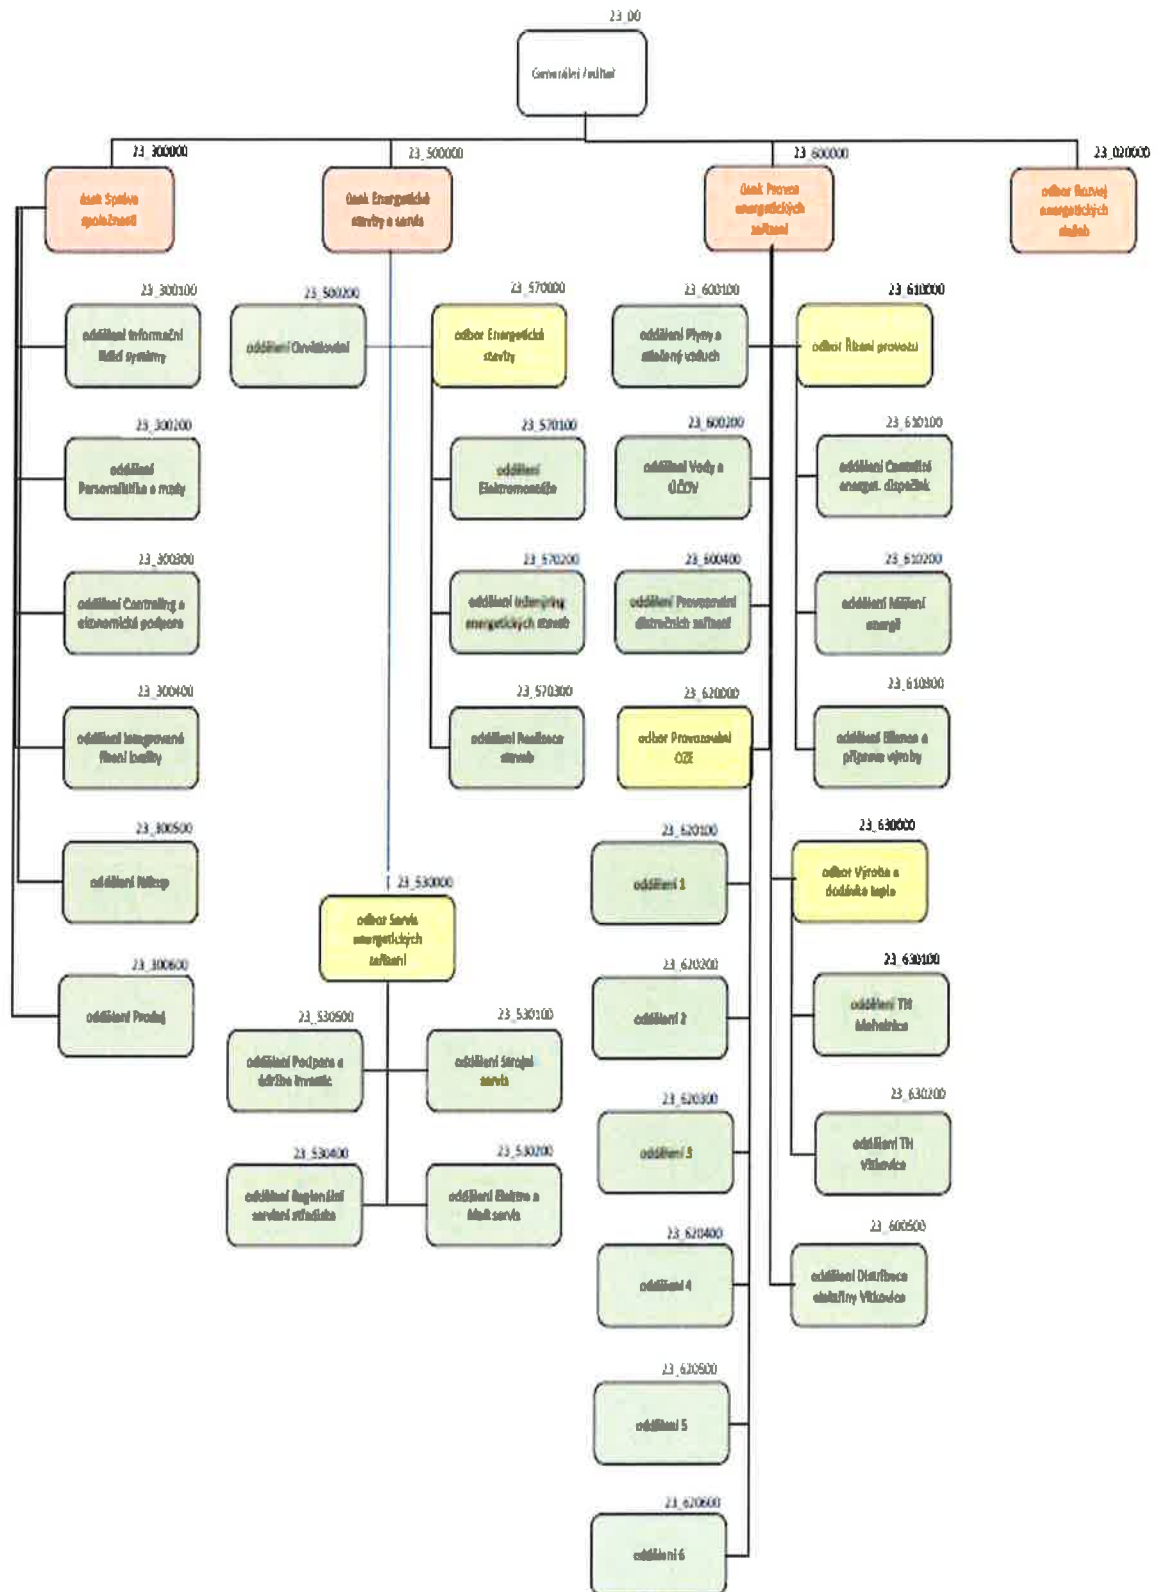 23_00
Generální ředitel
23_300000
23_500000
23_600000
23_020000
úsek Správa
společnosti
úsek Energetické
stavby a servis
úsek Provoz
energetických
zařízení
odbor Rozvoj
energetických
služeb
23_300100
oddělení Informační
řídicí systémy
23_300200
oddělení
Personalistika a mzdy
23_300300
oddělení Controling a
ekonomická podpora
23_300400
oddělení Integrované
řízení kvality
23_300500
oddělení Nákup
23_300600
oddělení Prodej
23_500200
oddělení Osvětlování
23_570000
odbor Energetické
stavby
23_570100
oddělení
Elektromontáže
23_570200
oddělení Inženýring
energetických staveb
23_570300
oddělení Realizace
staveb
23_530000
odbor Servis
energetických
zařízení
23_530500
oddělení Podpora a
údržba investic
23_530100
oddělení Strojní
servis
23_530400
oddělení Regionální
servisní střediska
23_530200
oddělení Elektro a
MaR servis
23_600100
oddělení Plyny a
stlačený vzduch
23_600200
oddělení Vody a
ÚČOV
23_600400
oddělení Provozování
distručních zařízení
23_620000
odbor Provozování
OZE
23_620100
oddělení 1
23_620200
oddělení 2
23_620300
oddělení 3
23_620400
oddělení 4
23_620500
oddělení 5
23_620600
oddělení 6
23_610000
odbor Řízení provozu
23_610100
oddělení Centrální
energet. dispečink
23_610200
oddělení Měření
energií
23_610300
oddělení Bilance a
příprava výroby
23_630000
odbor Výroba a
dodávka tepla
23_630100
oddělení TH
Mohelnice
23_630200
oddělení TH
Vítkovice
23_600500
oddělení Distribuce
elektřiny Vítkovice